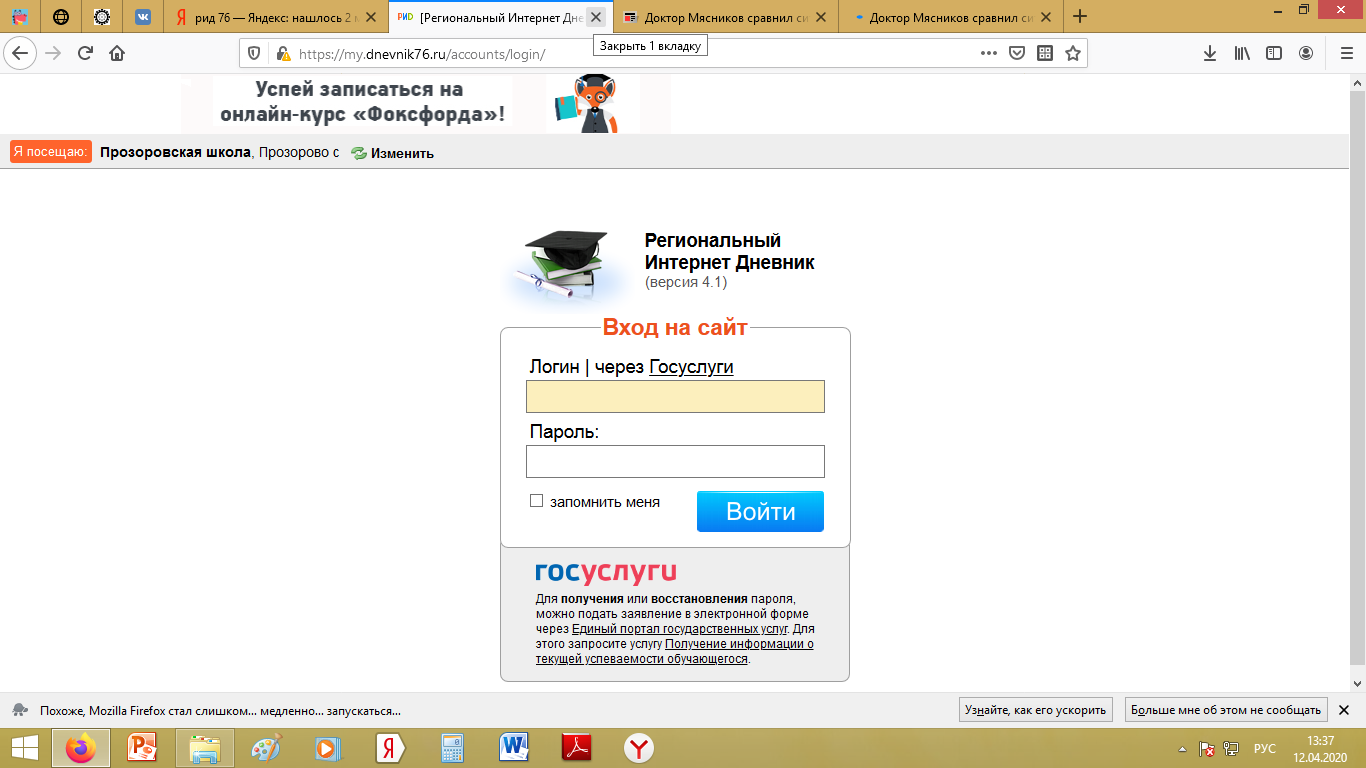 рид 76 — Яндекс: нашлось 2 м
РИД [Региональный Интернет Дне
Доктор Мясников сравнил си
Доктор Мясников сравнил си
Закрыть 1 вкладку
https://my.dnevnik76.ru/accounts/login/
Успей записаться на
онлайн-курс «Фоксфорда»!
Я посещаю: Прозоровская школа, Прозорово с Изменить
Региональный
Интернет Дневник
(версия 4.1)
Вход на сайт
Логин | через Госуслуги
Пароль:
запомнить меня
Войти
госуслуги
Для получения или восстановления пароля,
можно подать заявление в электронной форме
через Единый портал государственных услуг. Для
этого запросите услугу Получение информации о
текущей успеваемости обучающегося.
Похоже, Mozilla Firefox стал слишком... медленно... запускаться...
Узнайте, как его ускорить
Больше мне об этом не сообщать
РУС
13:37
12.04.2020